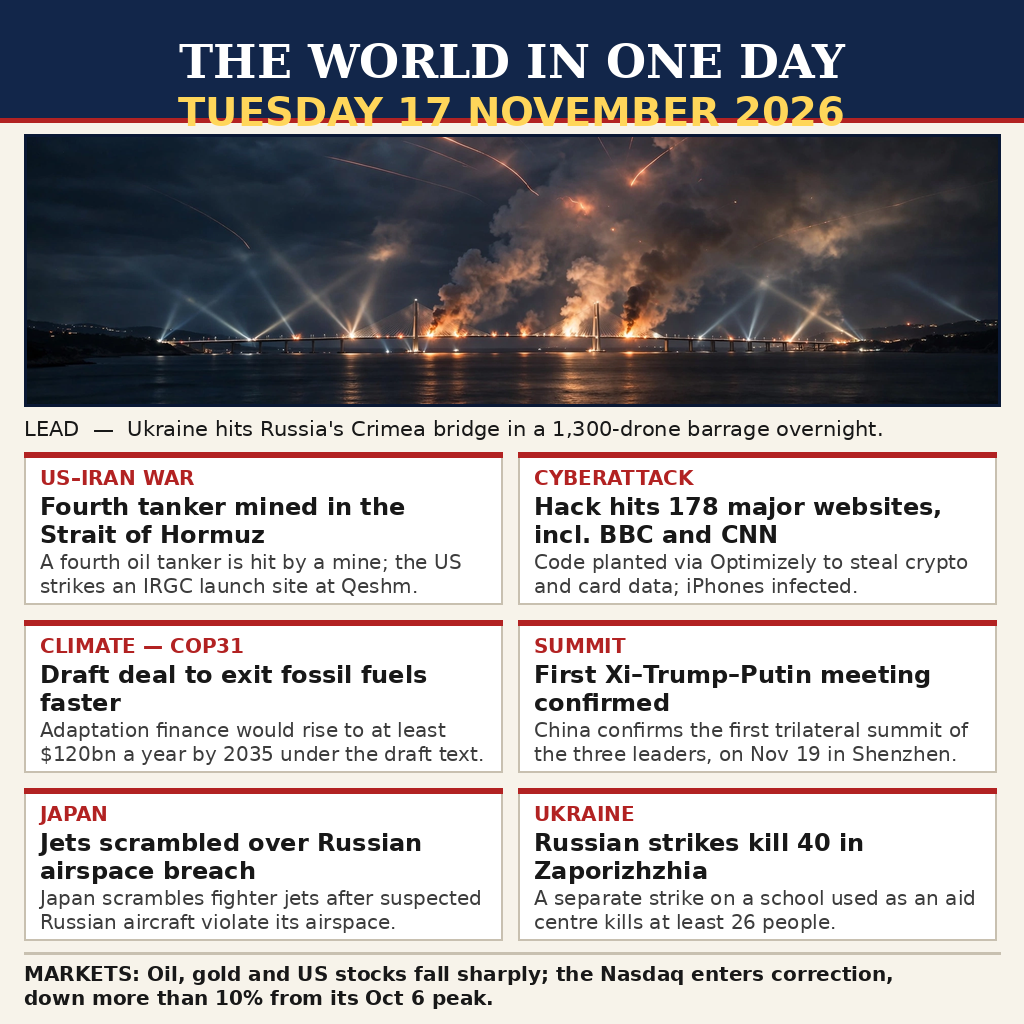 THE WORLD IN ONE DAY
TUESDAY 17 NOVEMBER 2026
LEAD — Ukraine hits Russia's Crimea bridge in a 1,300-drone barrage overnight.
US–IRAN WAR
Fourth tanker mined in the
Strait of Hormuz
A fourth oil tanker is hit by a mine; the US
strikes an IRGC launch site at Qeshm.
CYBERATTACK
Hack hits 178 major websites,
incl. BBC and CNN
Code planted via Optimizely to steal crypto
and card data; iPhones infected.
CLIMATE — COP31
Draft deal to exit fossil fuels
faster
Adaptation finance would rise to at least
$120bn a year by 2035 under the draft text.
SUMMIT
First Xi–Trump–Putin meeting
confirmed
China confirms the first trilateral summit of
the three leaders, on Nov 19 in Shenzhen.
JAPAN
Jets scrambled over Russian
airspace breach
Japan scrambles fighter jets after suspected
Russian aircraft violate its airspace.
UKRAINE
Russian strikes kill 40 in
Zaporizhzhia
A separate strike on a school used as an aid
centre kills at least 26 people.
MARKETS: Oil, gold and US stocks fall sharply; the Nasdaq enters correction,
down more than 10% from its Oct 6 peak.